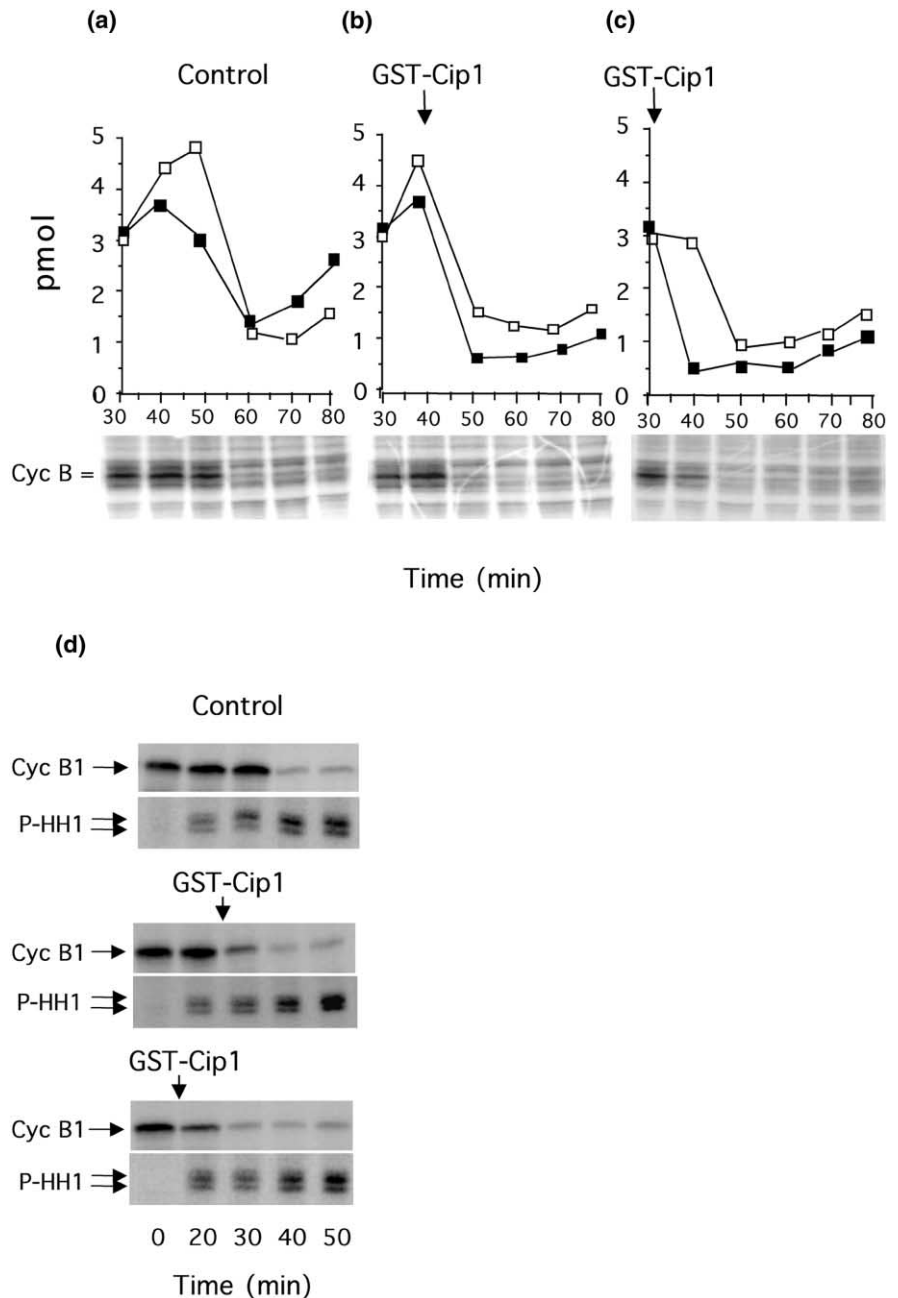 (a)
Control
(b)
GST-Cip1
(c)
GST-Cip1
pmol
5
4
3
2
1
0
30 40 50 60 70 80
5
4
3
2
1
0
30 40 50 60 70 80
5
4
3
2
1
0
30 40 50 60 70 80
Cyc B =
Time (min)
(d)
Control
Cyc B1
P-HH1
GST-Cip1
Cyc B1
P-HH1
GST-Cip1
Cyc B1
P-HH1
0 20 30 40 50
Time (min)